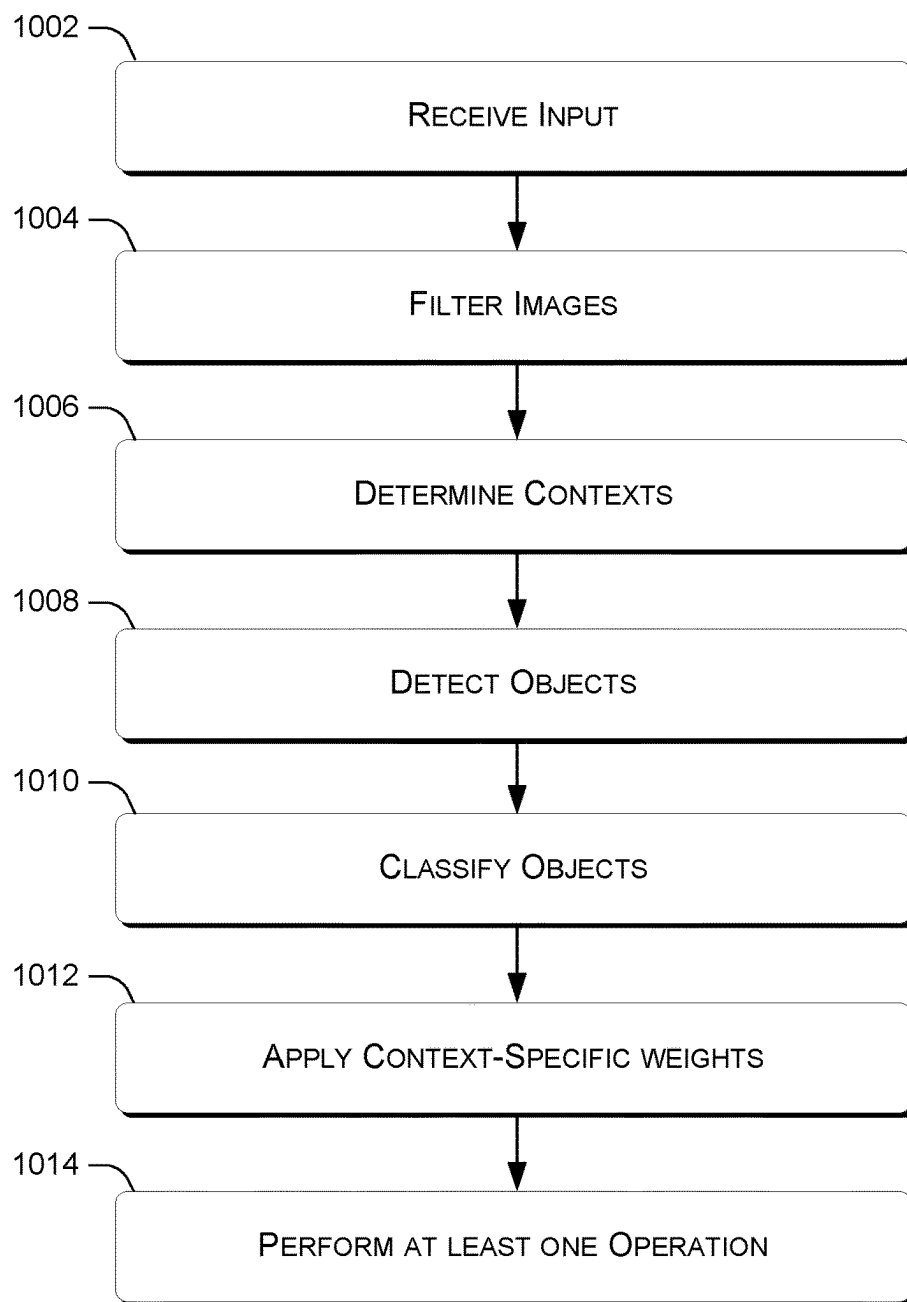 1002
RECEIVE INPUT
1004
FILTER IMAGES
1006
DETERMINE CONTEXTS
1008
DETECT OBJECTS
1010
CLASSIFY OBJECTS
1012
APPLY CONTEXT-SPECIFIC WEIGHTS
1014
PERFORM AT LEAST ONE OPERATION